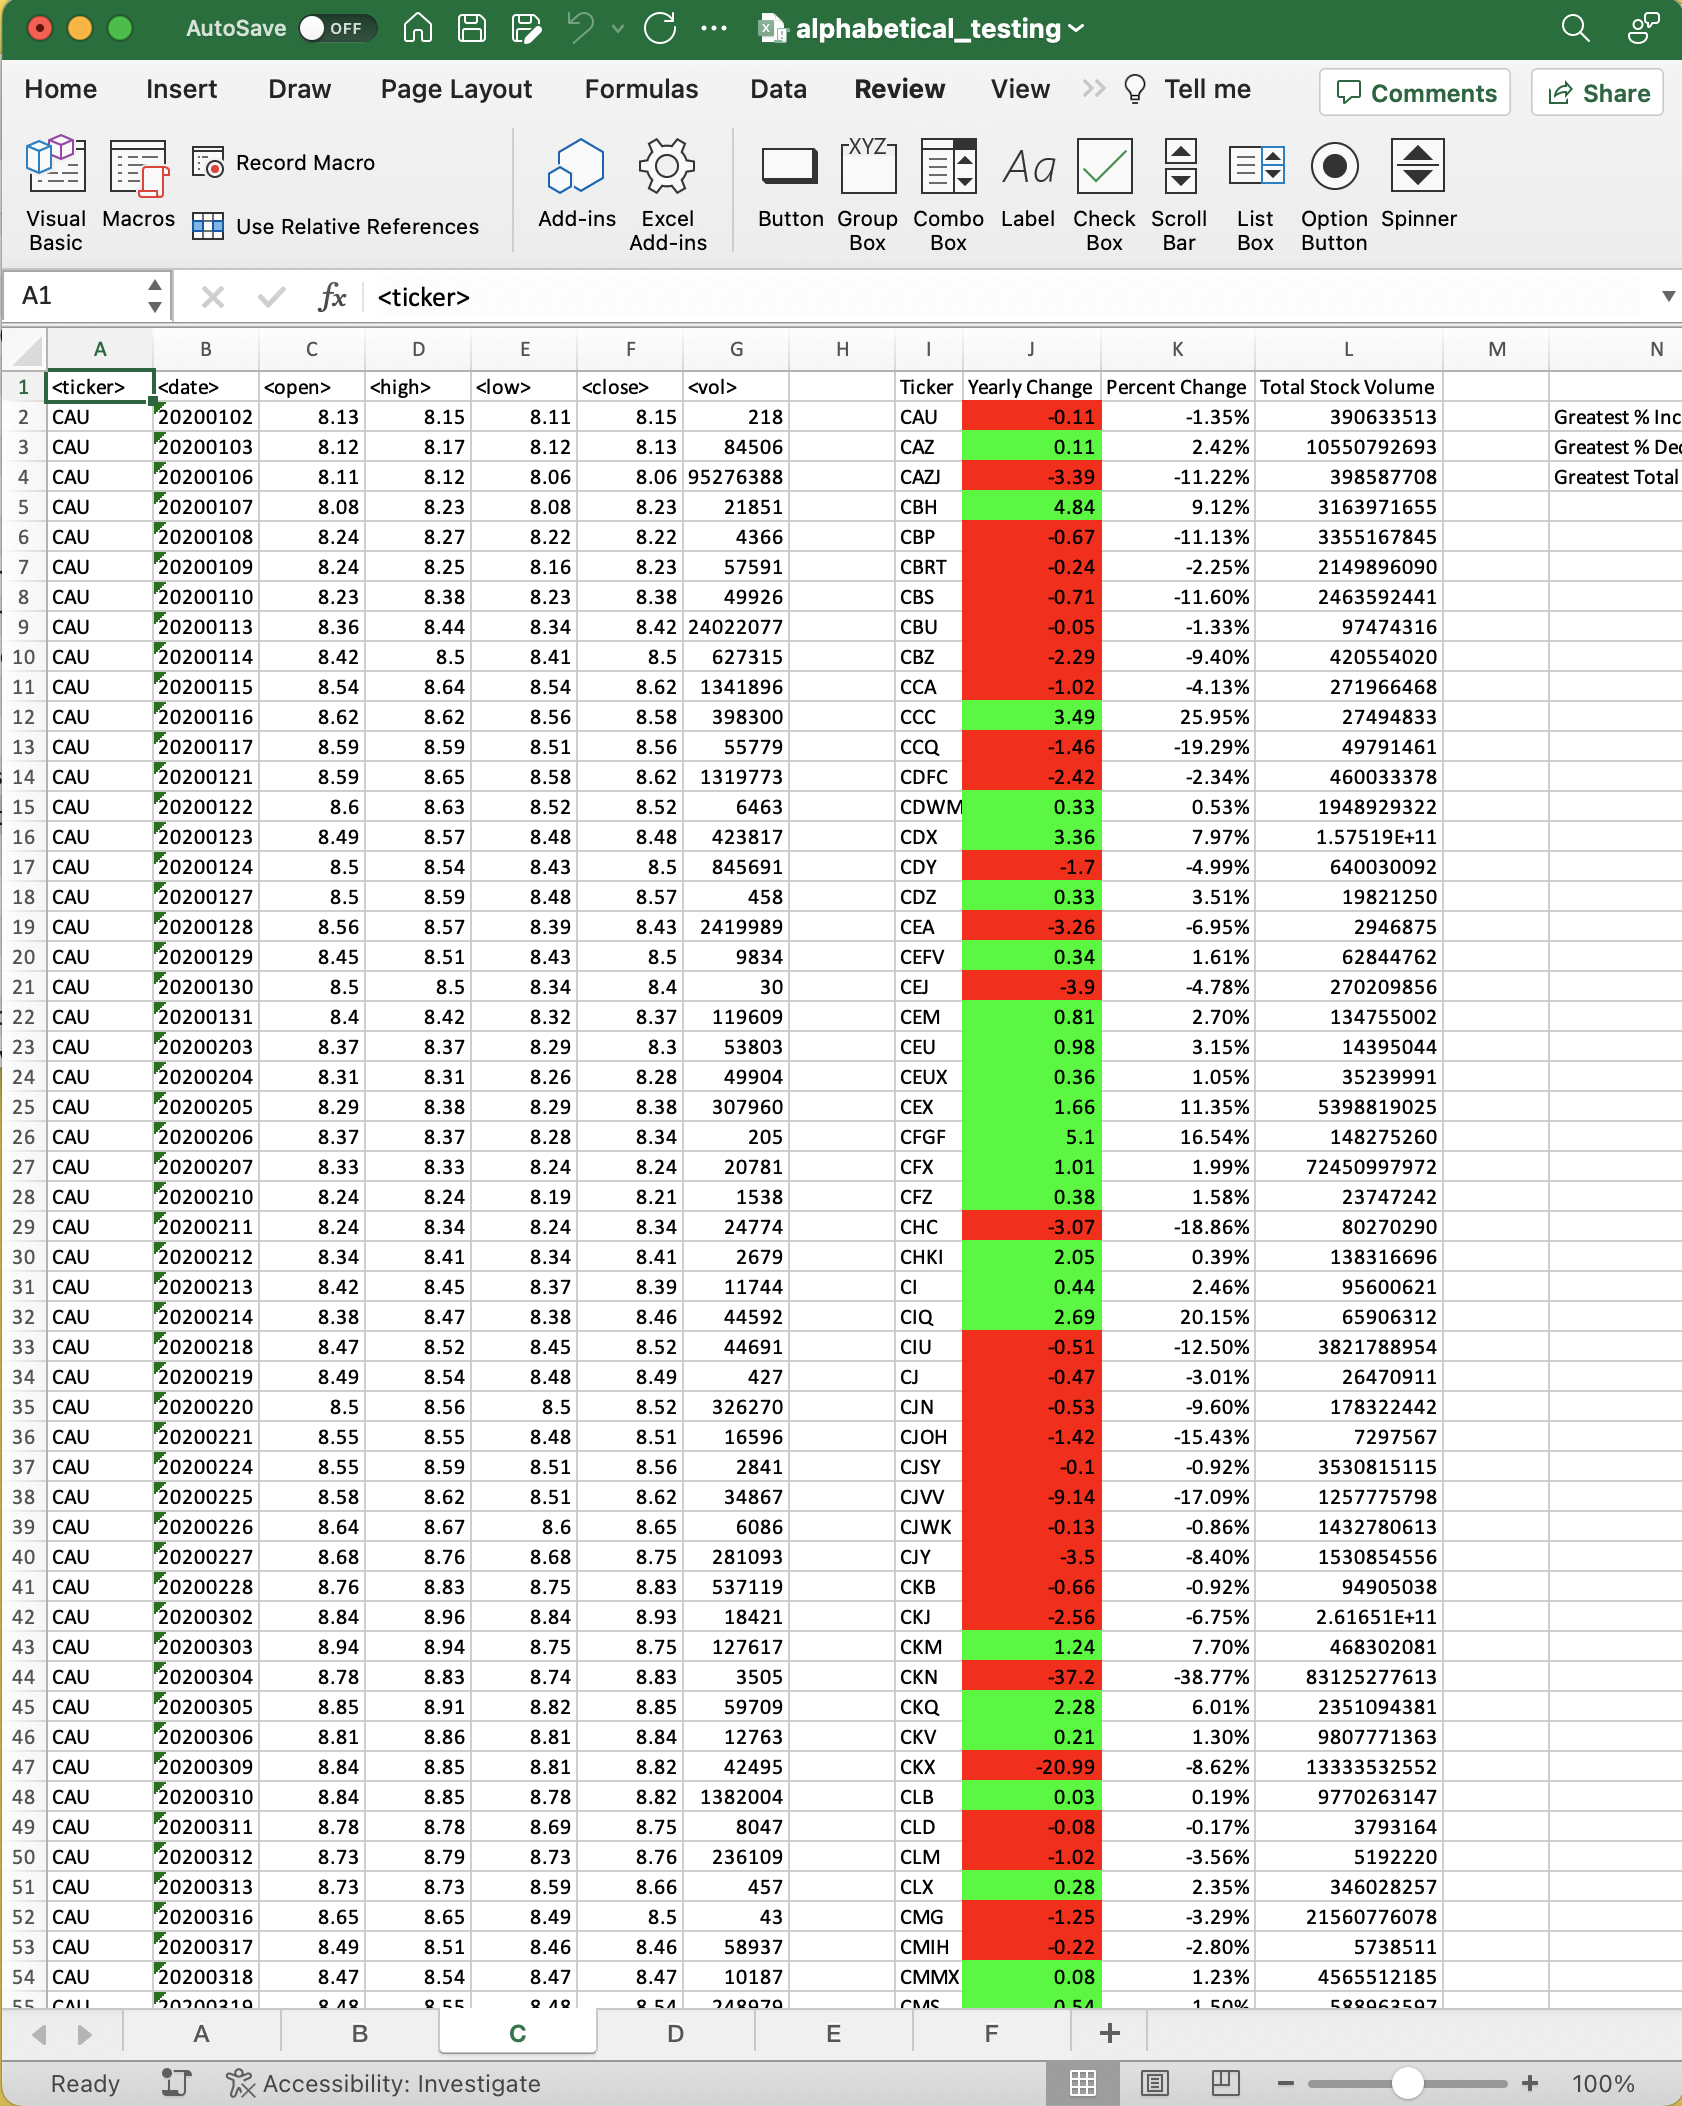 AutoSave OFF alphabetical_testing
Home Insert Draw Page Layout Formulas Data Review View Tell me Comments Share
Visual Basic Macros Record Macro Use Relative References Add-ins Excel Add-ins Button XYZ Group Box Combo Box Aa Label Check Box Scroll Bar List Box Option Button Spinner
A1 fx <ticker>
A B C D E F G H I J K L M N
1 <ticker> <date> <open> <high> <low> <close> <vol> Ticker Yearly Change Percent Change Total Stock Volume
2 CAU 20200102 8.13 8.15 8.11 8.15 218 CAU -0.11 -1.35% 390633513 Greatest % Inc
3 CAU 20200103 8.12 8.17 8.12 8.13 84506 CAZ 0.11 2.42% 10550792693 Greatest % Dec
4 CAU 20200106 8.11 8.12 8.06 8.06 95276388 CAZJ -3.39 -11.22% 398587708 Greatest Total
5 CAU 20200107 8.08 8.23 8.08 8.23 21851 CBH 4.84 9.12% 3163971655
6 CAU 20200108 8.24 8.27 8.22 8.22 4366 CBP -0.67 -11.13% 3355167845
7 CAU 20200109 8.24 8.25 8.16 8.23 57591 CBRT -0.24 -2.25% 2149896090
8 CAU 20200110 8.23 8.38 8.23 8.38 49926 CBS -0.71 -11.60% 2463592441
9 CAU 20200113 8.36 8.44 8.34 8.42 24022077 CBU -0.05 -1.33% 97474316
10 CAU 20200114 8.42 8.5 8.41 8.5 627315 CBZ -2.29 -9.40% 420554020
11 CAU 20200115 8.54 8.64 8.54 8.62 1341896 CCA -1.02 -4.13% 271966468
12 CAU 20200116 8.62 8.62 8.56 8.58 398300 CCC 3.49 25.95% 27494833
13 CAU 20200117 8.59 8.59 8.51 8.56 55779 CCQ -1.46 -19.29% 49791461
14 CAU 20200121 8.59 8.65 8.58 8.62 1319773 CDFC -2.42 -2.34% 460033378
15 CAU 20200122 8.6 8.63 8.52 8.52 6463 CDWM 0.33 0.53% 1948929322
16 CAU 20200123 8.49 8.57 8.48 8.48 423817 CDX 3.36 7.97% 1.57519E+11
17 CAU 20200124 8.5 8.54 8.43 8.5 845691 CDY -1.7 -4.99% 640030092
18 CAU 20200127 8.5 8.59 8.48 8.57 458 CDZ 0.33 3.51% 19821250
19 CAU 20200128 8.56 8.57 8.39 8.43 2419989 CEA -3.26 -6.95% 2946875
20 CAU 20200129 8.45 8.51 8.43 8.5 9834 CEFV 0.34 1.61% 62844762
21 CAU 20200130 8.5 8.5 8.34 8.4 30 CEJ -3.9 -4.78% 270209856
22 CAU 20200131 8.4 8.42 8.32 8.37 119609 CEM 0.81 2.70% 134755002
23 CAU 20200203 8.37 8.37 8.29 8.3 53803 CEU 0.98 3.15% 14395044
24 CAU 20200204 8.31 8.31 8.26 8.28 49904 CEUX 0.36 1.05% 35239991
25 CAU 20200205 8.29 8.38 8.29 8.38 307960 CEX 1.66 11.35% 5398819025
26 CAU 20200206 8.37 8.37 8.28 8.34 205 CFGF 5.1 16.54% 148275260
27 CAU 20200207 8.33 8.33 8.24 8.24 20781 CFX 1.01 1.99% 72450997972
28 CAU 20200210 8.24 8.24 8.19 8.21 1538 CFZ 0.38 1.58% 23747242
29 CAU 20200211 8.24 8.34 8.24 8.34 24774 CHC -3.07 -18.86% 80270290
30 CAU 20200212 8.34 8.41 8.34 8.41 2679 CHKI 2.05 0.39% 138316696
31 CAU 20200213 8.42 8.45 8.37 8.39 11744 CI 0.44 2.46% 95600621
32 CAU 20200214 8.38 8.47 8.38 8.46 44592 CIQ 2.69 20.15% 65906312
33 CAU 20200218 8.47 8.52 8.45 8.52 44691 CIU -0.51 -12.50% 3821788954
34 CAU 20200219 8.49 8.54 8.48 8.49 427 CJ -0.47 -3.01% 26470911
35 CAU 20200220 8.5 8.56 8.5 8.52 326270 CJN -0.53 -9.60% 178322442
36 CAU 20200221 8.55 8.55 8.48 8.51 16596 CJOH -1.42 -15.43% 7297567
37 CAU 20200224 8.55 8.59 8.51 8.56 2841 CJSY -0.1 -0.92% 3530815115
38 CAU 20200225 8.58 8.62 8.51 8.62 34867 CJVV -9.14 -17.09% 1257775798
39 CAU 20200226 8.64 8.67 8.6 8.65 6086 CJWK -0.13 -0.86% 1432780613
40 CAU 20200227 8.68 8.76 8.68 8.75 281093 CJY -3.5 -8.40% 1530854556
41 CAU 20200228 8.76 8.83 8.75 8.83 537119 CKB -0.66 -0.92% 94905038
42 CAU 20200302 8.84 8.96 8.84 8.93 18421 CKJ -2.56 -6.75% 2.61651E+11
43 CAU 20200303 8.94 8.94 8.75 8.75 127617 CKM 1.24 7.70% 468302081
44 CAU 20200304 8.78 8.83 8.74 8.83 3505 CKN -37.2 -38.77% 83125277613
45 CAU 20200305 8.85 8.91 8.82 8.85 59709 CKQ 2.28 6.01% 2351094381
46 CAU 20200306 8.81 8.86 8.81 8.84 12763 CKV 0.21 1.30% 9807771363
47 CAU 20200309 8.84 8.85 8.81 8.82 42495 CKX -20.99 -8.62% 13333532552
48 CAU 20200310 8.84 8.85 8.78 8.82 1382004 CLB 0.03 0.19% 9770263147
49 CAU 20200311 8.78 8.78 8.69 8.75 8047 CLD -0.08 -0.17% 3793164
50 CAU 20200312 8.73 8.79 8.73 8.76 236109 CLM -1.02 -3.56% 5192220
51 CAU 20200313 8.73 8.73 8.59 8.66 457 CLX 0.28 2.35% 346028257
52 CAU 20200316 8.65 8.65 8.49 8.5 43 CMG -1.25 -3.29% 21560776078
53 CAU 20200317 8.49 8.51 8.46 8.46 58937 CMIH -0.22 -2.80% 5738511
54 CAU 20200318 8.47 8.54 8.47 8.47 10187 CMMX 0.08 1.23% 4565512185
55 CAU 20200319 8.48 8.55 8.48 8.54 248979 CMS 0.54 1.50% 588963597
A B C D E F +
Ready Accessibility: Investigate 100%